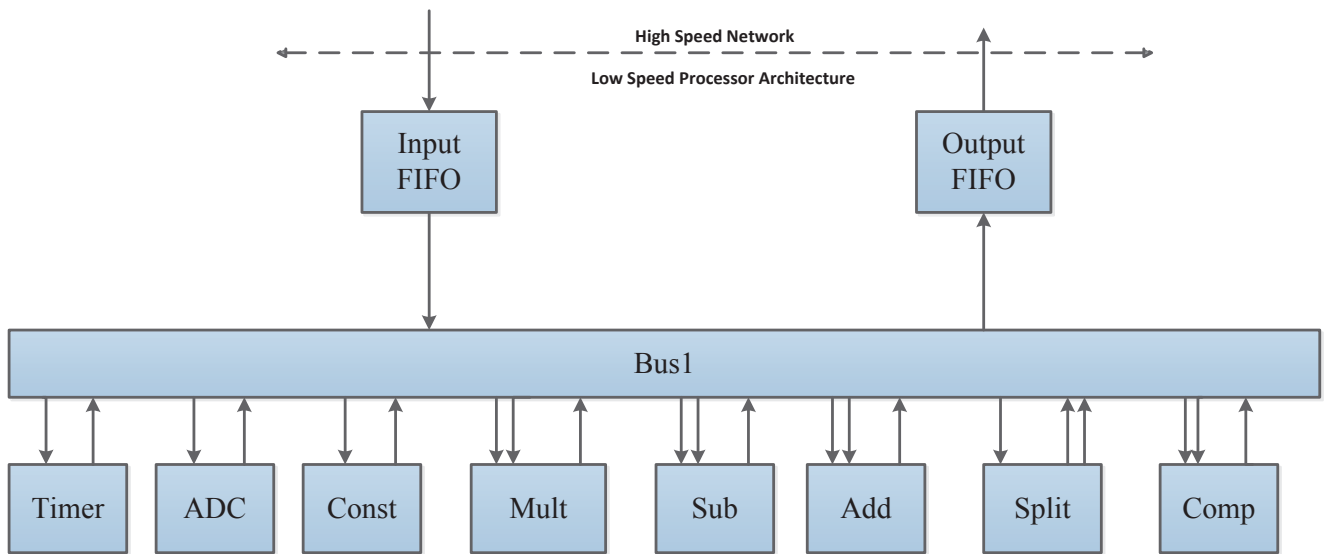 High Speed Network
Low Speed Processor Architecture
Input
FIFO
Output
FIFO
Bus1
Timer
ADC
Const
Mult
Sub
Add
Split
Comp